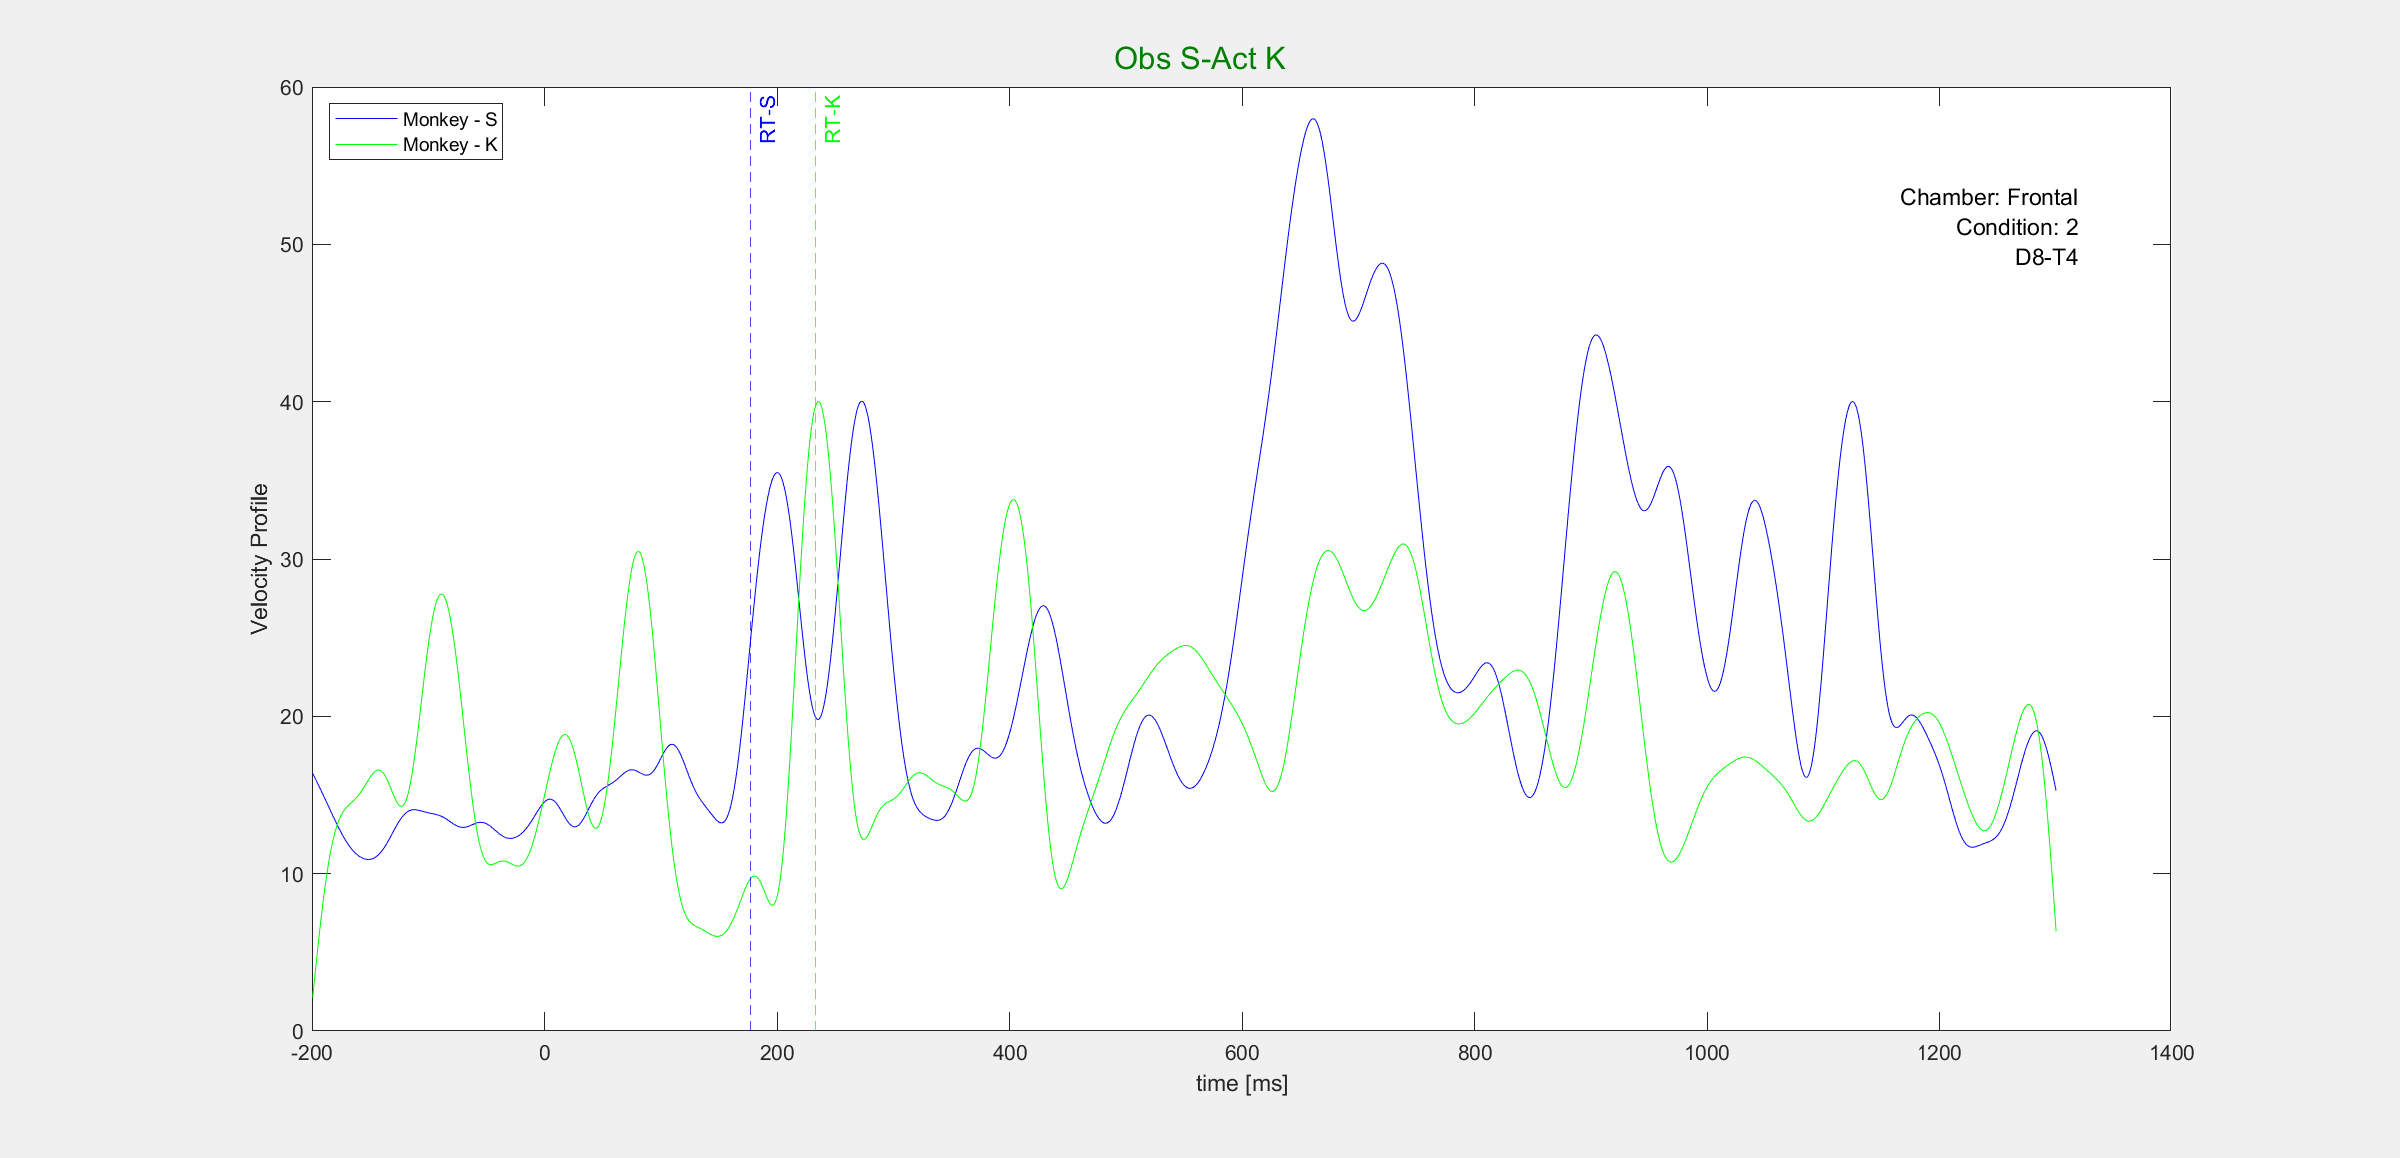 Obs S-Act K
60
50
40
30
20
10
0
Velocity Profile
Monkey - S
Monkey - K
RT-S
RT-K
Chamber: Frontal
Condition: 2
D8-T4
-200 0 200 400 600 800 1000 1200 1400
time [ms]